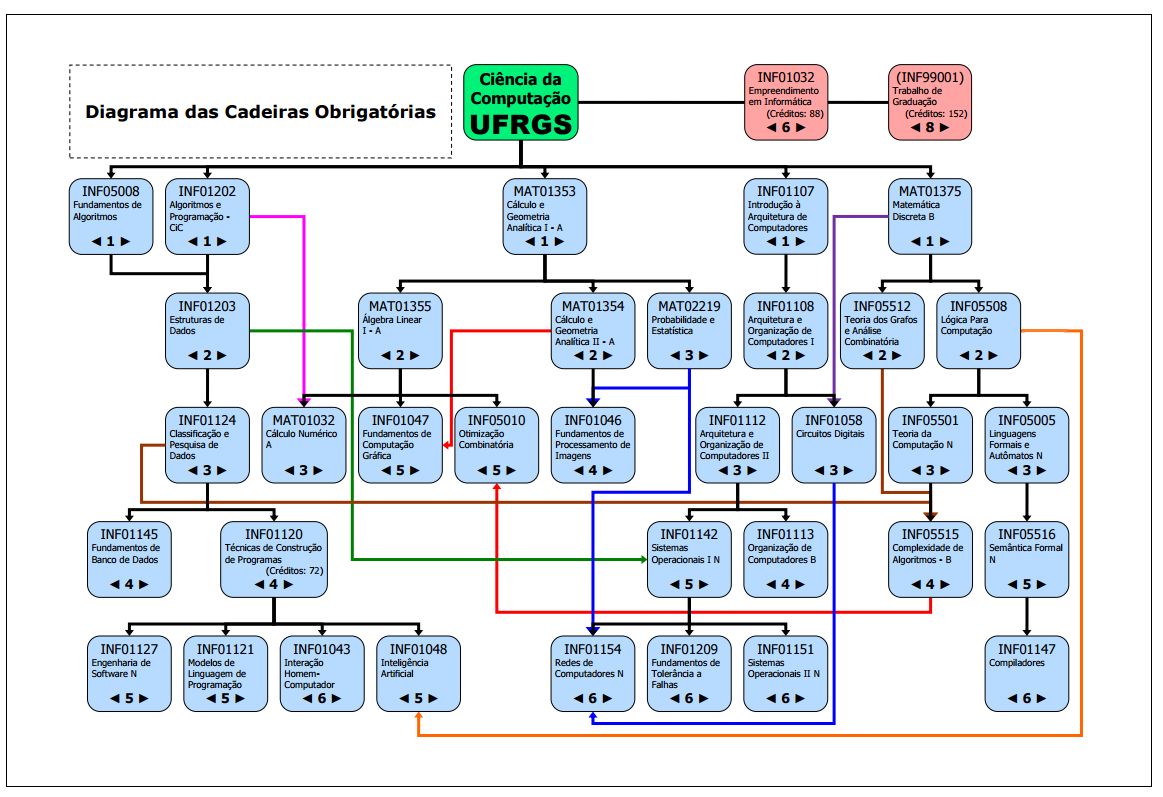 Diagrama das Cadeiras Obrigatórias
Ciência da
Computação
UFRGS
INF01032
Empreendimento
em Informática
(Créditos: 88)
◄ 6 ►
(INF99001)
Trabalho de
Graduação
(Créditos: 152)
◄ 8 ►
INF05008
Fundamentos de
Algoritmos
◄ 1 ►
INF01202
Algoritmos e
Programação -
CiC
◄ 1 ►
MAT01353
Cálculo e
Geometria
Analítica I - A
◄ 1 ►
INF01107
Introdução à
Arquitetura de
Computadores
◄ 1 ►
MAT01375
Matemática
Discreta B
◄ 1 ►
INF01203
Estruturas de
Dados
◄ 2 ►
MAT01355
Álgebra Linear
I - A
◄ 2 ►
MAT01354
Cálculo e
Geometria
Analítica II - A
◄ 2 ►
MAT02219
Probabilidade e
Estatística
◄ 3 ►
INF01108
Arquitetura e
Organização de
Computadores I
◄ 2 ►
INF05512
Teoria dos Grafos
e Análise
Combinatória
◄ 2 ►
INF05508
Lógica Para
Computação
◄ 2 ►
INF01124
Classificação e
Pesquisa de
Dados
◄ 3 ►
MAT01032
Cálculo Numérico
A
◄ 3 ►
INF01047
Fundamentos de
Computação
Gráfica
◄ 5 ►
INF05010
Otimização
Combinatória
◄ 5 ►
INF01046
Fundamentos de
Processamento de
Imagens
◄ 4 ►
INF01112
Arquitetura e
Organização de
Computadores II
◄ 3 ►
INF01058
Circuitos Digitais
◄ 3 ►
INF05501
Teoria da
Computação N
◄ 3 ►
INF05005
Linguagens
Formais e
Autômatos N
◄ 3 ►
INF01145
Fundamentos de
Banco de Dados
◄ 4 ►
INF01120
Técnicas de Construção
de Programas
(Créditos: 72)
◄ 4 ►
INF01142
Sistemas
Operacionais I N
◄ 5 ►
INF01113
Organização de
Computadores B
◄ 4 ►
INF05515
Complexidade de
Algoritmos - B
◄ 4 ►
INF05516
Semântica Formal
N
◄ 5 ►
INF01127
Engenharia de
Software N
◄ 5 ►
INF01121
Modelos de
Linguagem de
Programação
◄ 5 ►
INF01043
Interação
Homem-
Computador
◄ 6 ►
INF01048
Inteligência
Artificial
◄ 5 ►
INF01154
Redes de
Computadores N
◄ 6 ►
INF01209
Fundamentos de
Tolerância a
Falhas
◄ 6 ►
INF01151
Sistemas
Operacionais II N
◄ 6 ►
INF01147
Compiladores
◄ 6 ►